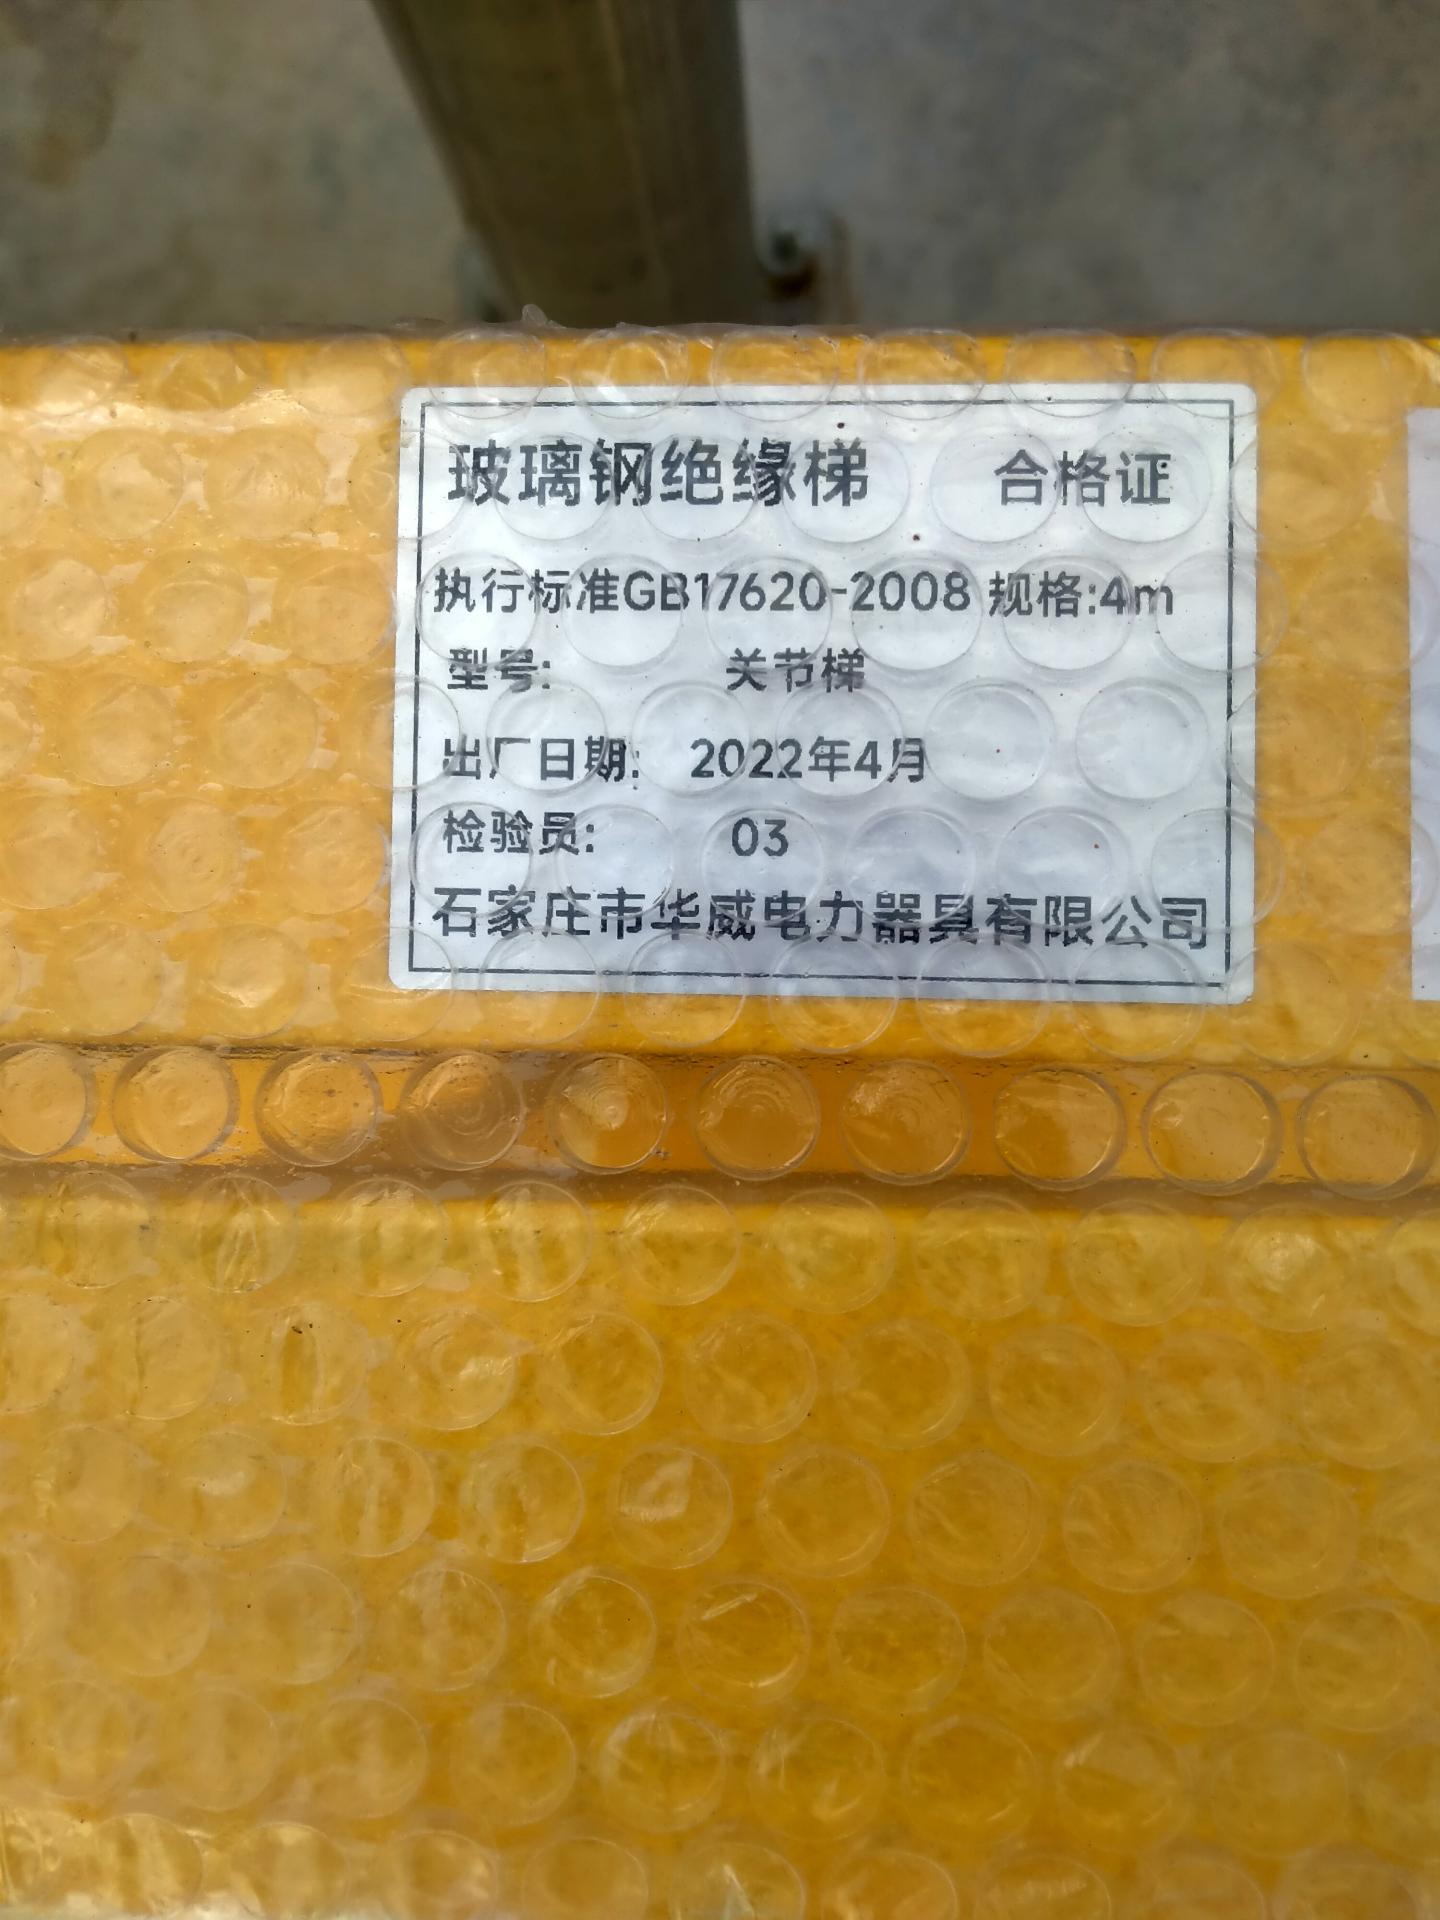 玻璃钢绝缘梯 合格证
执行标准GB17620-2008 规格:4m
型号: 关节梯
出厂日期: 2022年4月
检验员: 03
石家庄市华威电力器具有限公司